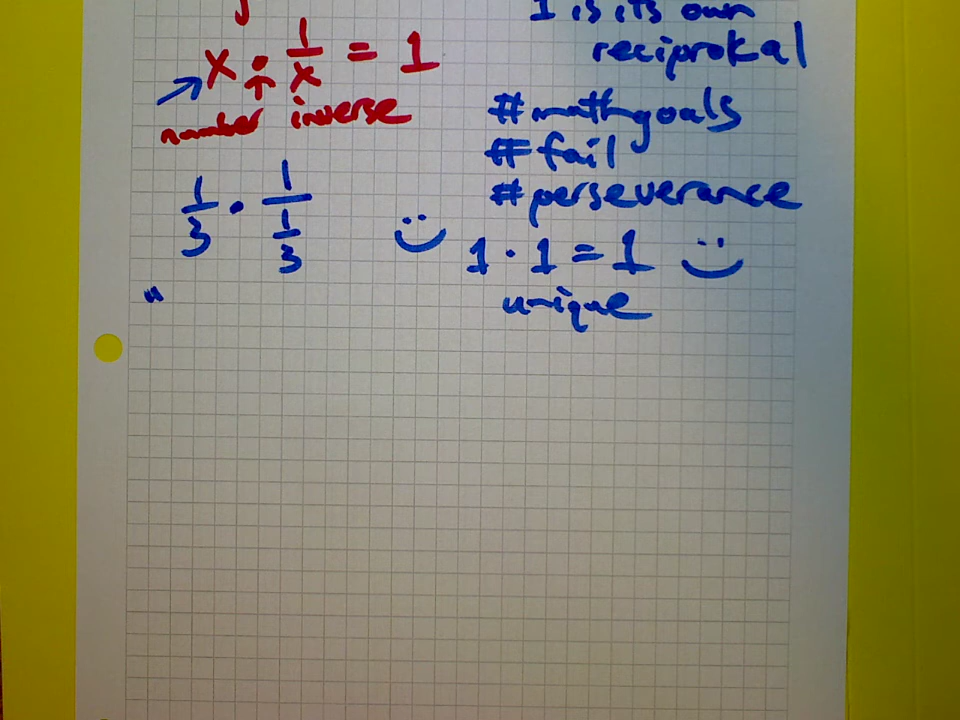 1 is its own
reciprokal
x · 1/x = 1
number inverse
#mathgoals
#fail
#perseverance
1/3 · 1/(1/3)
1 · 1 = 1
unique
"